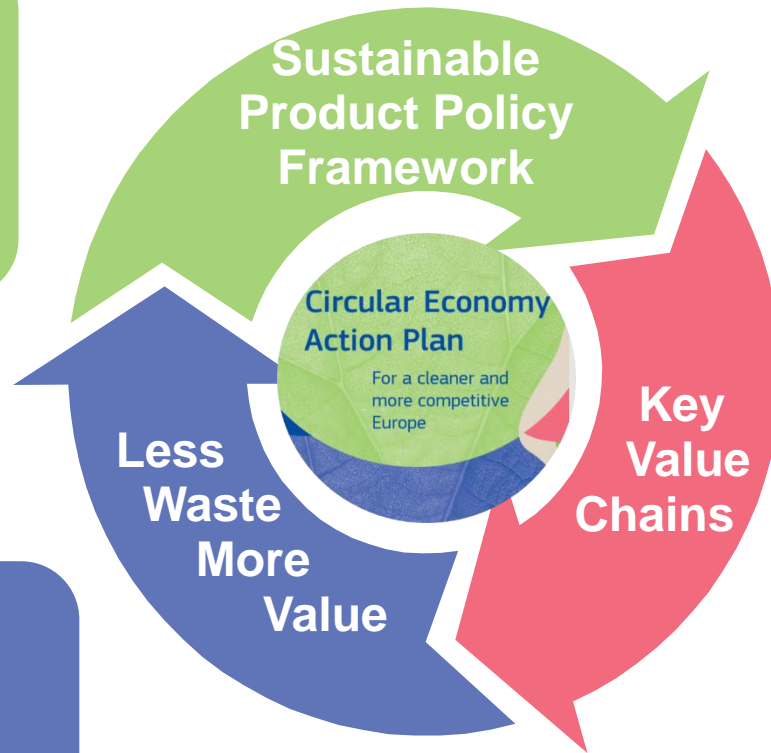 Sustainable
Product Policy
Framework
Circular Economy
Action Plan
For a cleaner and
more competitive
Europe
Key
Value
Chains
Less
Waste
More
Value